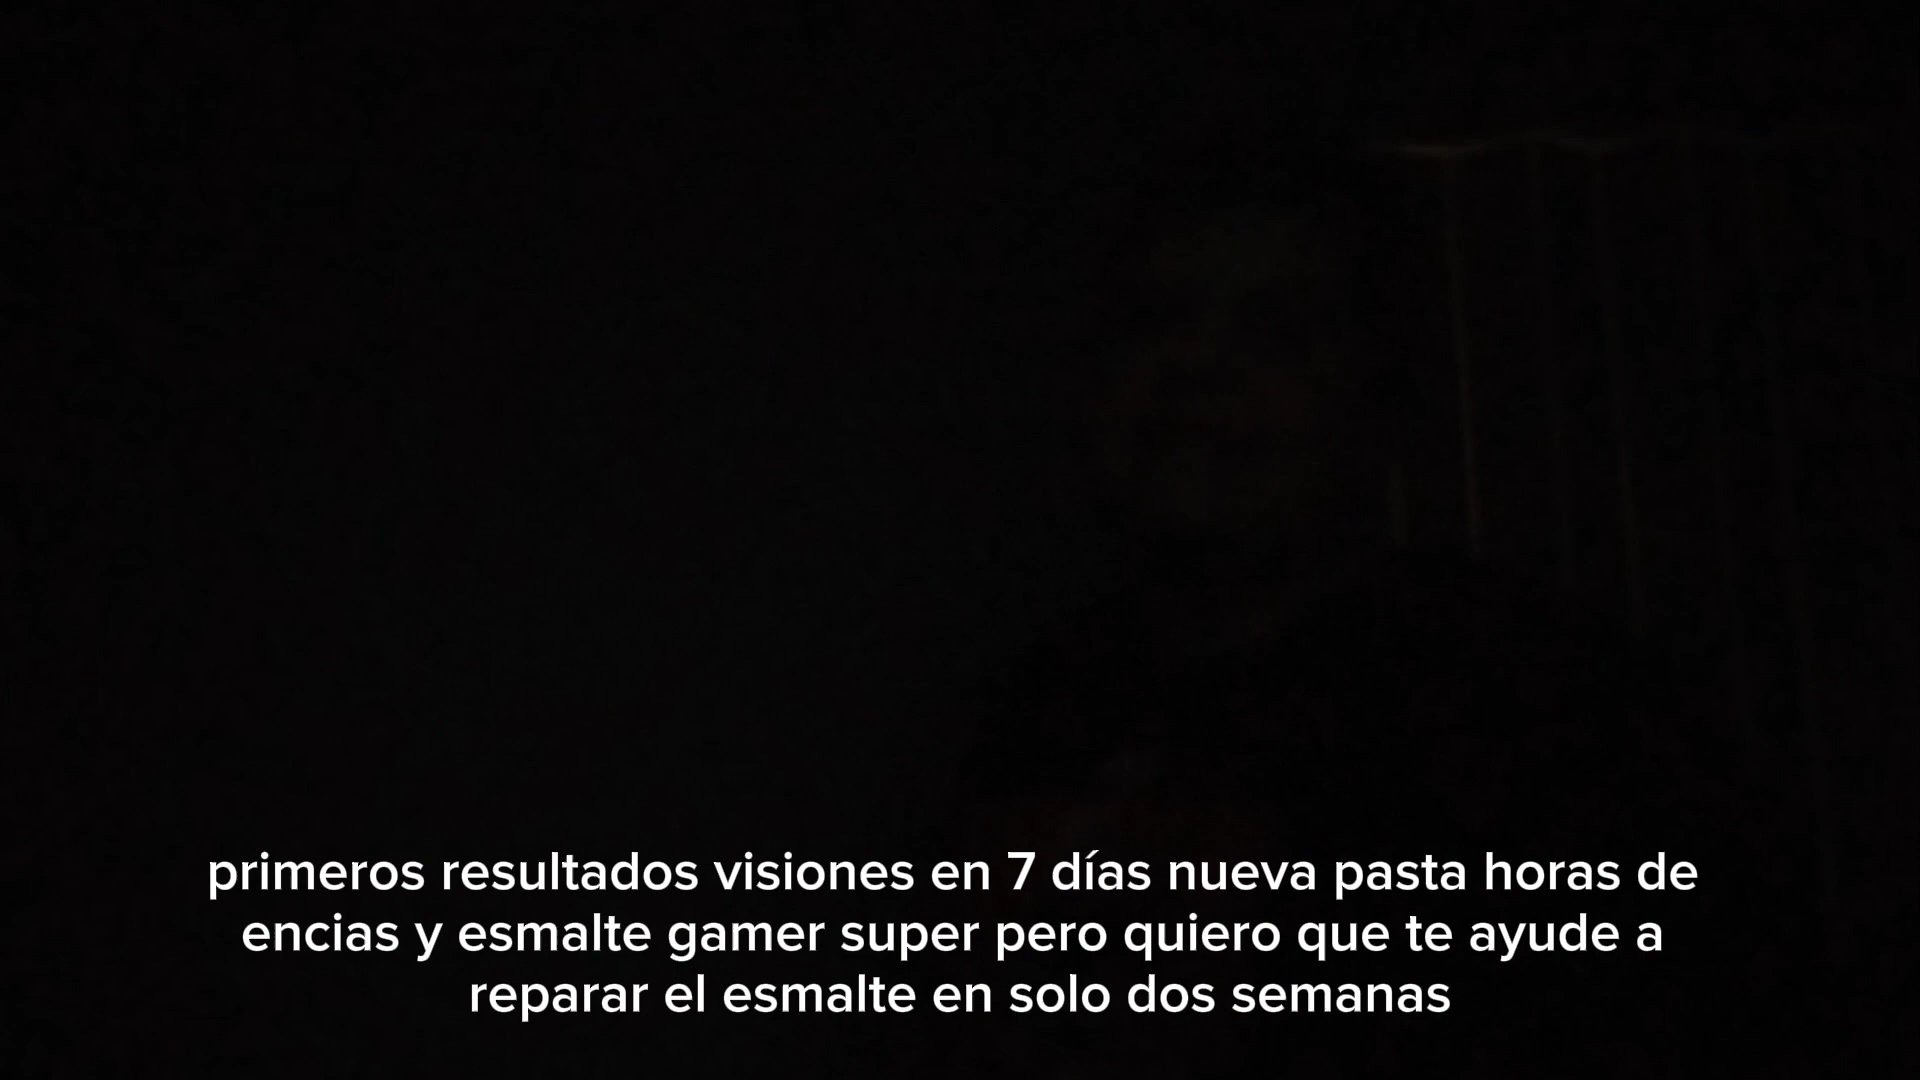 primeros resultados visiones en 7 días nueva pasta horas de
encias y esmalte gamer super pero quiero que te ayude a
reparar el esmalte en solo dos semanas